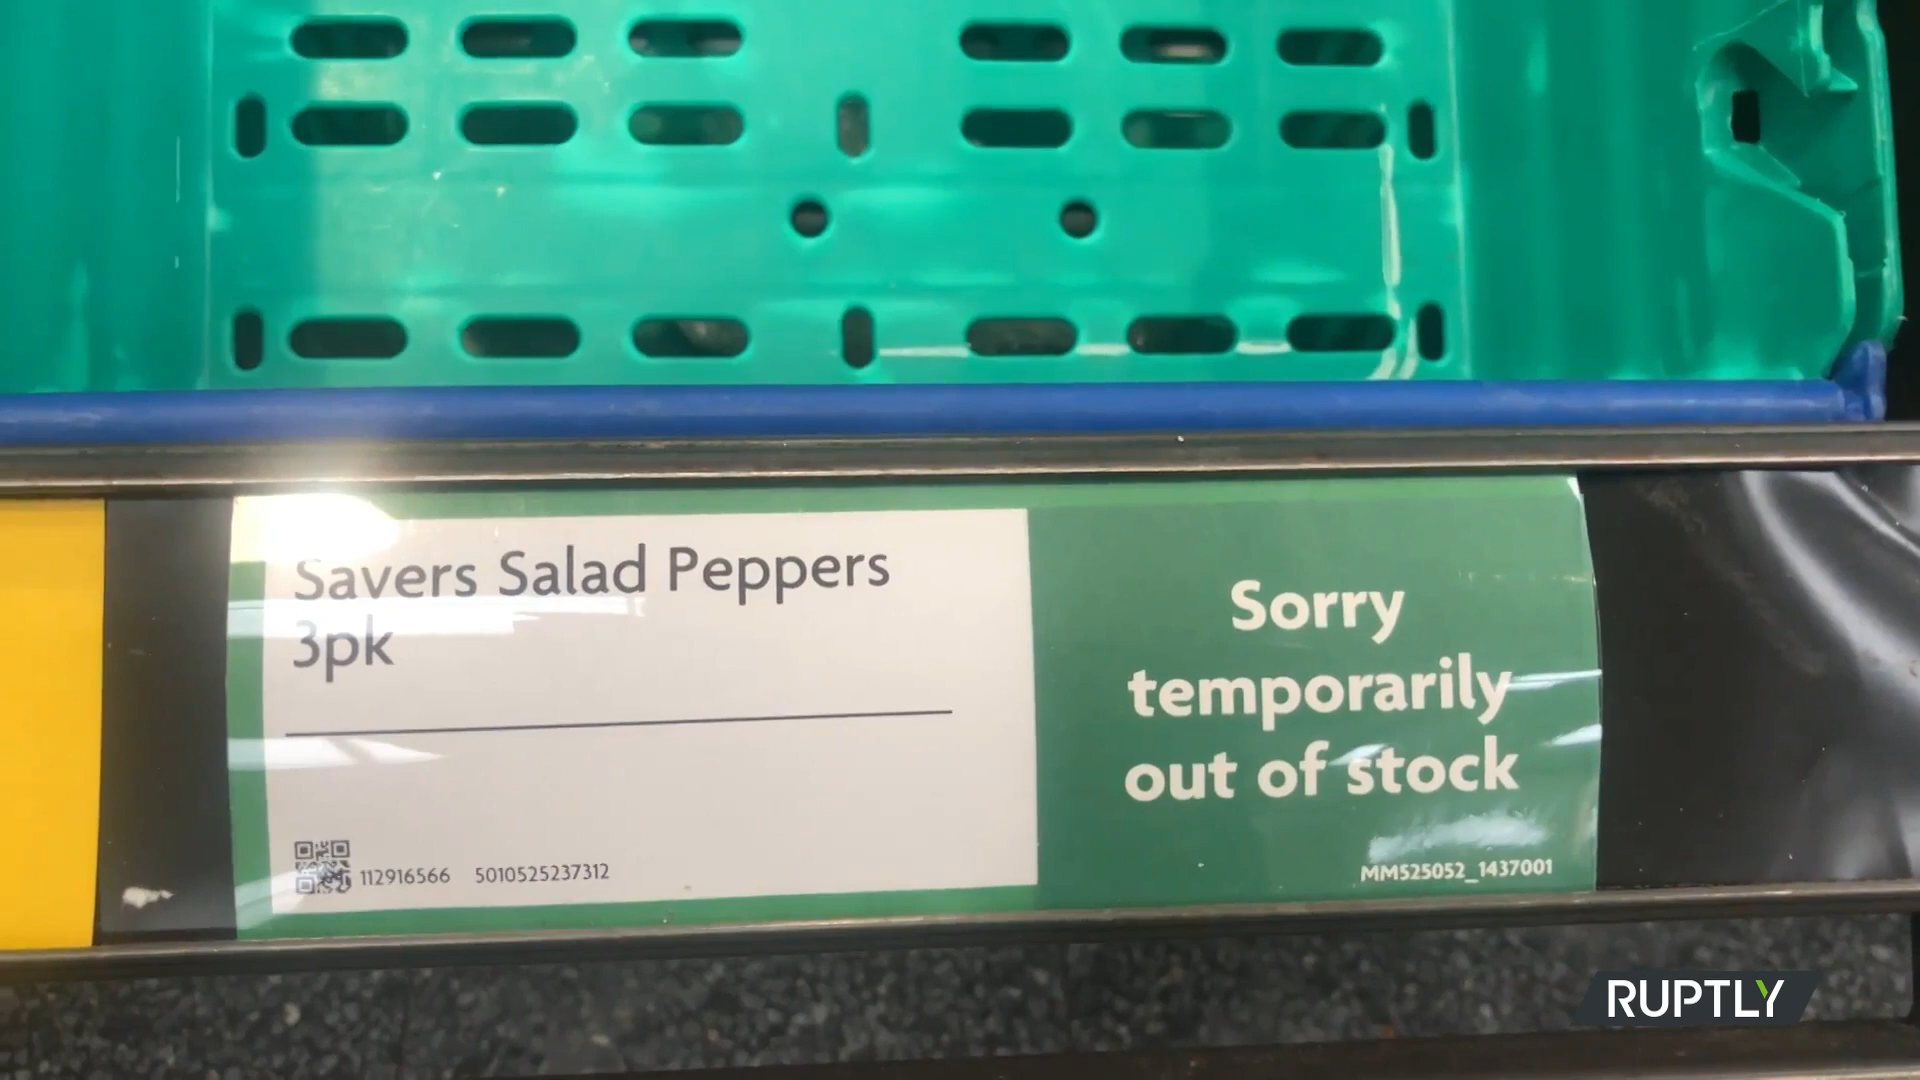 Savers Salad Peppers
3pk
112916566 5010525237312
Sorry
temporarily
out of stock
MM525052_1437001
RUPTLY